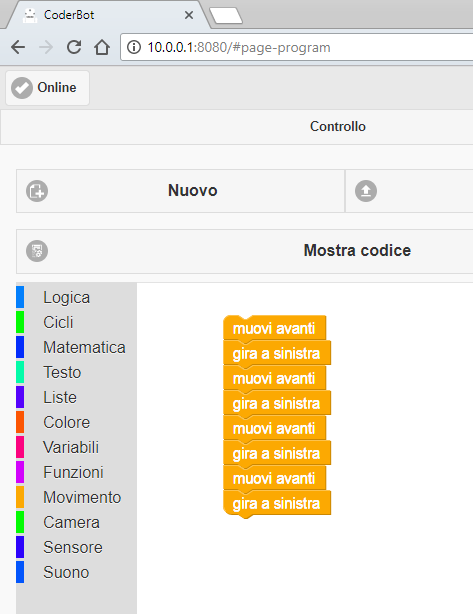 CoderBot
10.0.0.1:8080/#page-program
Online
Controllo
Nuovo
Mostra codice
Logica
Cicli
Matematica
Testo
Liste
Colore
Variabili
Funzioni
Movimento
Camera
Sensore
Suono
muovi avanti
gira a sinistra
muovi avanti
gira a sinistra
muovi avanti
gira a sinistra
muovi avanti
gira a sinistra